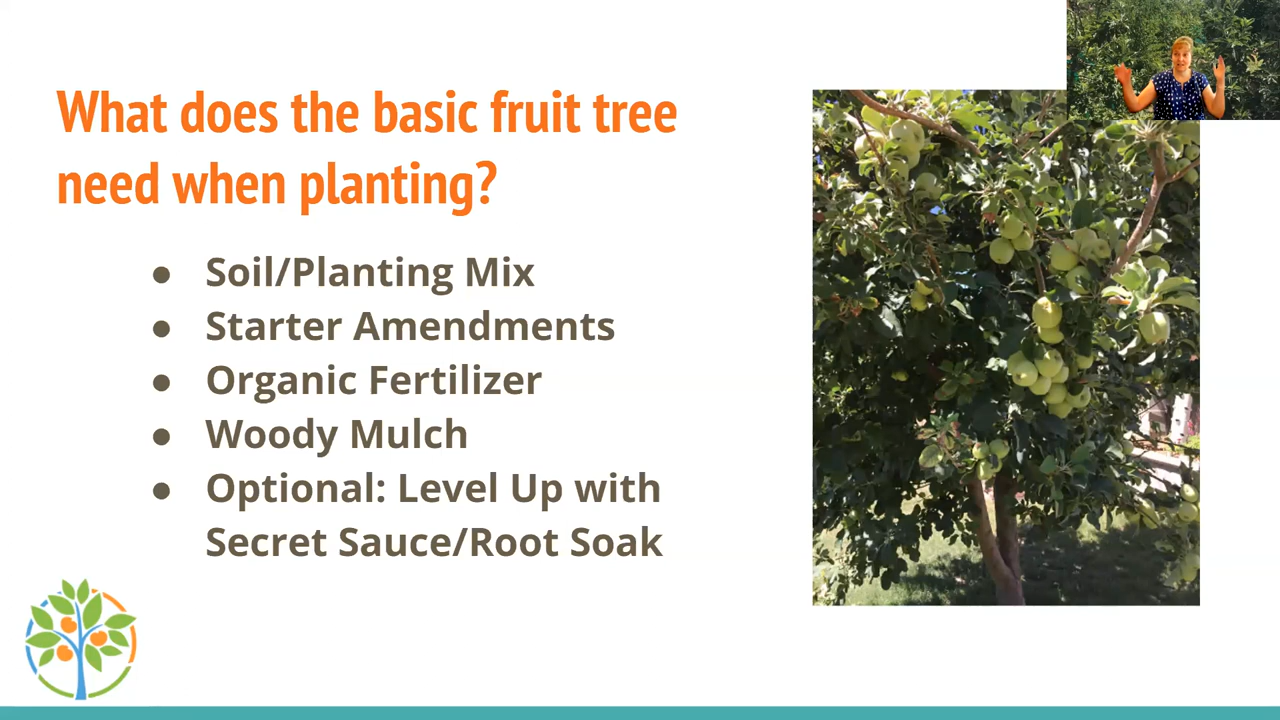 What does the basic fruit tree
need when planting?
● Soil/Planting Mix
● Starter Amendments
● Organic Fertilizer
● Woody Mulch
● Optional: Level Up with
Secret Sauce/Root Soak